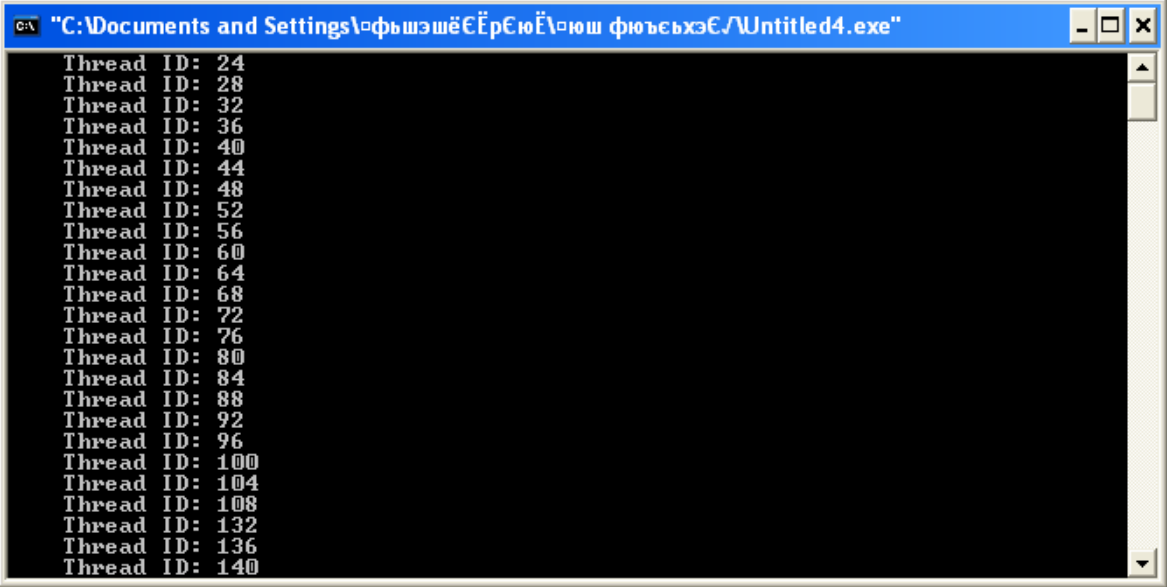 "C:\Documents and Settings\¤фьшэшёЄЁрЄюЁ\¤юш фюъєьхэЄ√\Untitled4.exe"
Thread ID: 24
Thread ID: 28
Thread ID: 32
Thread ID: 36
Thread ID: 40
Thread ID: 44
Thread ID: 48
Thread ID: 52
Thread ID: 56
Thread ID: 60
Thread ID: 64
Thread ID: 68
Thread ID: 72
Thread ID: 76
Thread ID: 80
Thread ID: 84
Thread ID: 88
Thread ID: 92
Thread ID: 96
Thread ID: 100
Thread ID: 104
Thread ID: 108
Thread ID: 132
Thread ID: 136
Thread ID: 140